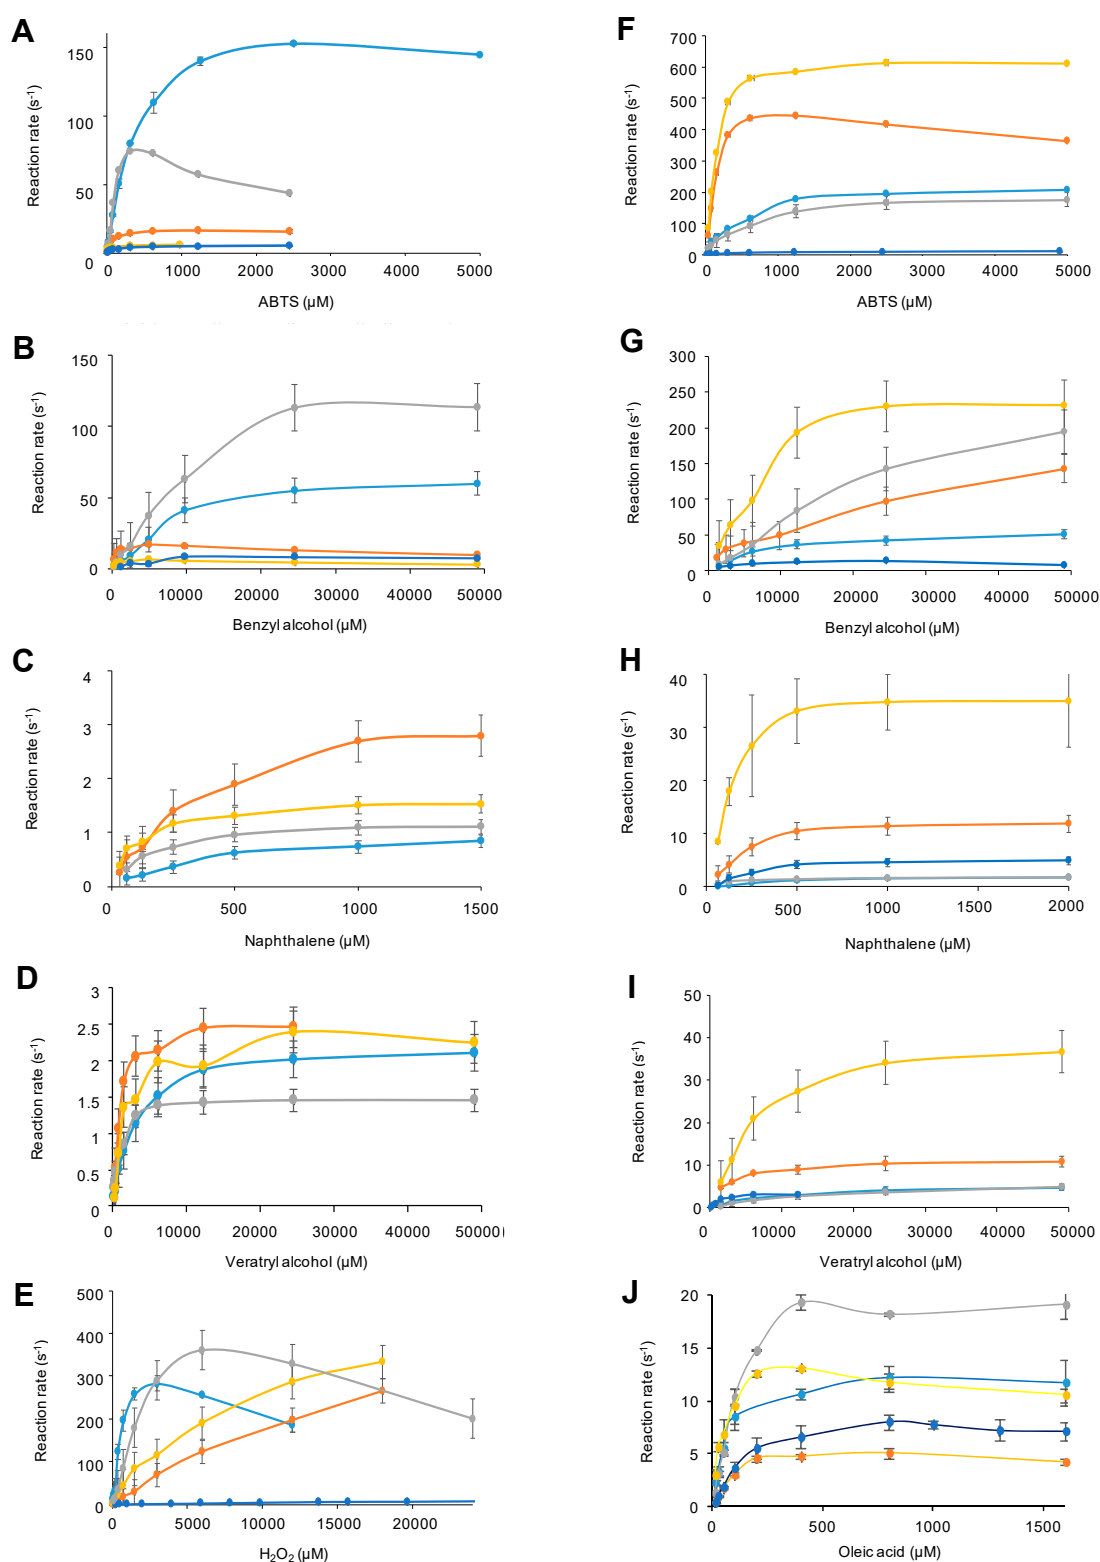 A
Reaction rate (s-1)
150
100
50
0
0 1000 2000 3000 4000 5000
ABTS (µM)
F
Reaction rate (s-1)
700
600
500
400
300
200
100
0
0 1000 2000 3000 4000 5000
ABTS (µM)
B
Reaction rate (s-1)
150
100
50
0
0 10000 20000 30000 40000 50000
Benzyl alcohol (µM)
G
Reaction rate (s-1)
300
250
200
150
100
50
0
0 10000 20000 30000 40000 50000
Benzyl alcohol (µM)
C
Reaction rate (s-1)
4
3
2
1
0
0 500 1000 1500
Naphthalene (µM)
H
Reaction rate (s-1)
40
30
20
10
0
0 500 1000 1500 2000
Naphthalene (µM)
D
Reaction rate (s-1)
3
2.5
2
1.5
1
0.5
0
0 10000 20000 30000 40000 50000
Veratryl alcohol (µM)
I
Reaction rate (s-1)
50
40
30
20
10
0
0 10000 20000 30000 40000 50000
Veratryl alcohol (µM)
E
Reaction rate (s-1)
500
400
300
200
100
0
0 5000 10000 15000 20000
H2O2 (µM)
J
Reaction rate (s-1)
20
15
10
5
0
0 500 1000 1500
Oleic acid (µM)